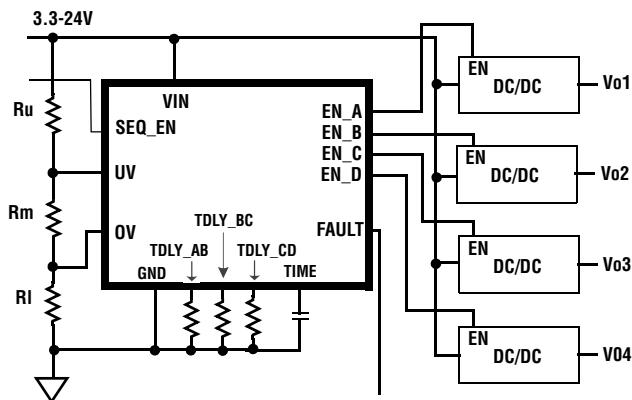 3.3-24V
Ru
Rm
Rl
VIN
SEQ_EN
UV
OV
GND
TDLY_AB
TDLY_BC
TDLY_CD
TIME
EN_A
EN_B
EN_C
EN_D
FAULT
EN
DC/DC
Vo1
EN
DC/DC
Vo2
EN
DC/DC
Vo3
EN
DC/DC
V04